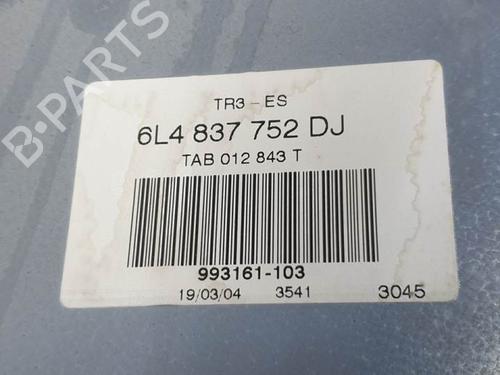 B-PARTS
TR3-ES
6L4 837 752 DJ
TAB 012 843 T
993161-103
19/03/04 3541 3045